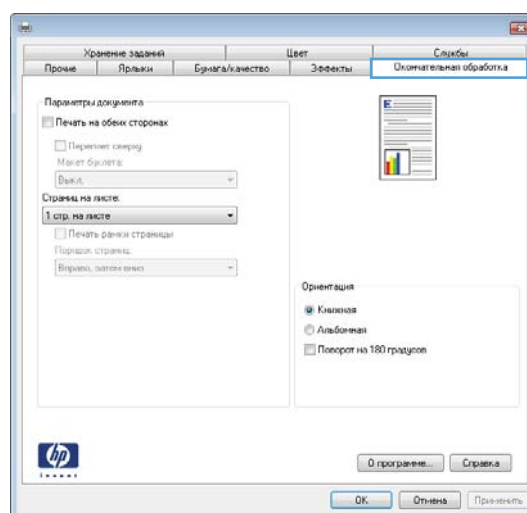 Хранение заданий
Цвет
Службы
Прочие
Ярлыки
Бумага/качество
Эффекты
Окончательная обработка
Параметры документа
Печать на обеих сторонах
Переплет сверху
Макет буклета:
Выкл.
Страниц на листе:
1 стр. на листе
Печать рамки страницы
Порядок страниц:
Вправо, затем вниз
E
Ориентация
Книжная
Альбомная
Поворот на 180 градусов
hp
invent
О программе...
Справка
OK
Отмена
Применить